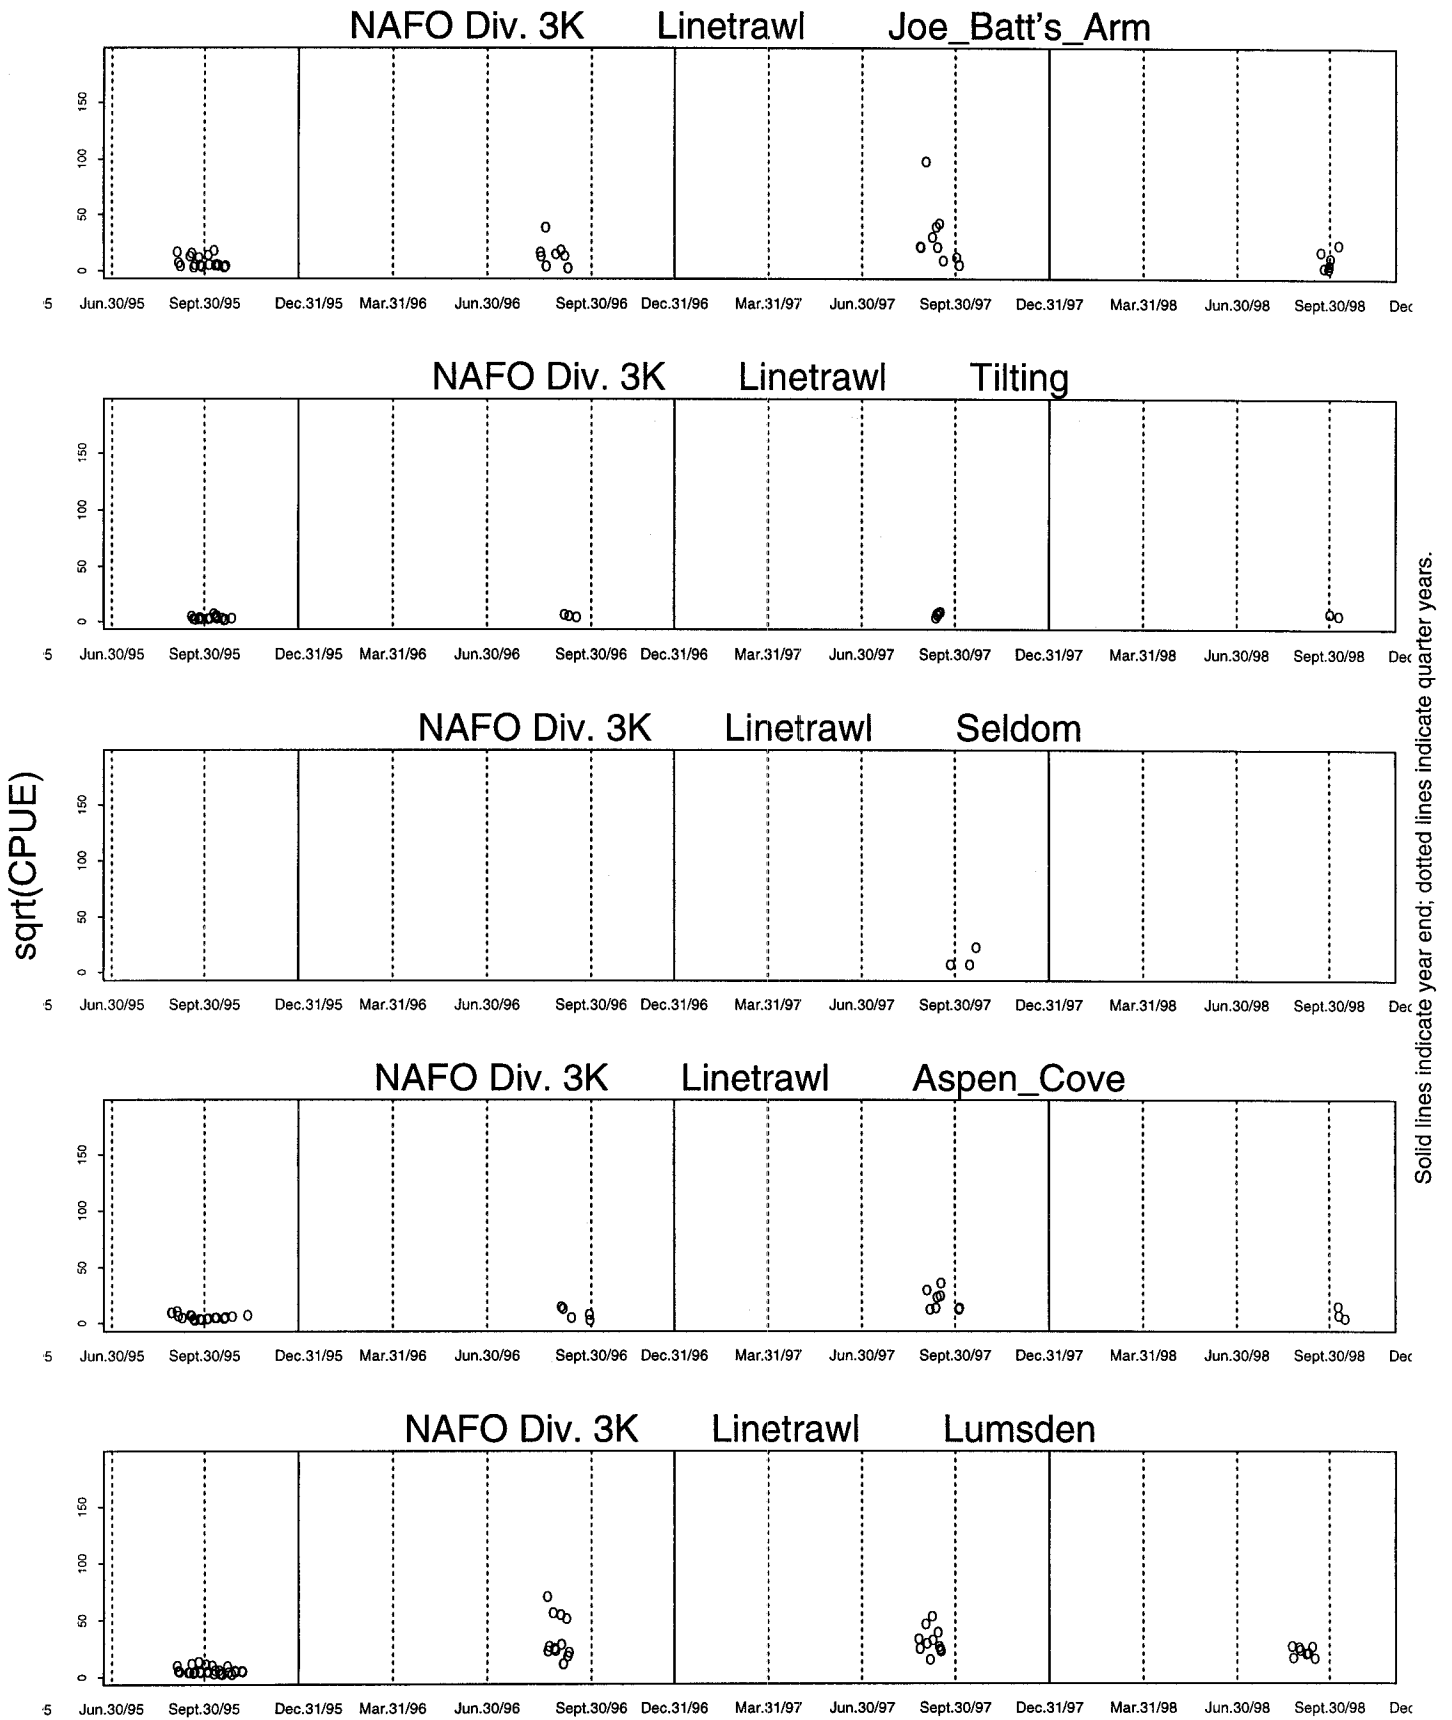 NAFO Div. 3K Linetrawl Joe_Batt's_Arm
150
100
50
0
5 Jun.30/95 Sept.30/95 Dec.31/95 Mar.31/96 Jun.30/96 Sept.30/96 Dec.31/96 Mar.31/97 Jun.30/97 Sept.30/97 Dec.31/97 Mar.31/98 Jun.30/98 Sept.30/98 Dec
NAFO Div. 3K Linetrawl Tilting
150
100
50
0
5 Jun.30/95 Sept.30/95 Dec.31/95 Mar.31/96 Jun.30/96 Sept.30/96 Dec.31/96 Mar.31/97 Jun.30/97 Sept.30/97 Dec.31/97 Mar.31/98 Jun.30/98 Sept.30/98 Dec
NAFO Div. 3K Linetrawl Seldom
150
100
50
0
5 Jun.30/95 Sept.30/95 Dec.31/95 Mar.31/96 Jun.30/96 Sept.30/96 Dec.31/96 Mar.31/97 Jun.30/97 Sept.30/97 Dec.31/97 Mar.31/98 Jun.30/98 Sept.30/98 Dec
sqrt(CPUE)
NAFO Div. 3K Linetrawl Aspen_Cove
150
100
50
0
5 Jun.30/95 Sept.30/95 Dec.31/95 Mar.31/96 Jun.30/96 Sept.30/96 Dec.31/96 Mar.31/97 Jun.30/97 Sept.30/97 Dec.31/97 Mar.31/98 Jun.30/98 Sept.30/98 Dec
NAFO Div. 3K Linetrawl Lumsden
150
100
50
0
5 Jun.30/95 Sept.30/95 Dec.31/95 Mar.31/96 Jun.30/96 Sept.30/96 Dec.31/96 Mar.31/97 Jun.30/97 Sept.30/97 Dec.31/97 Mar.31/98 Jun.30/98 Sept.30/98 Dec
Solid lines indicate year end; dotted lines indicate quarter years.